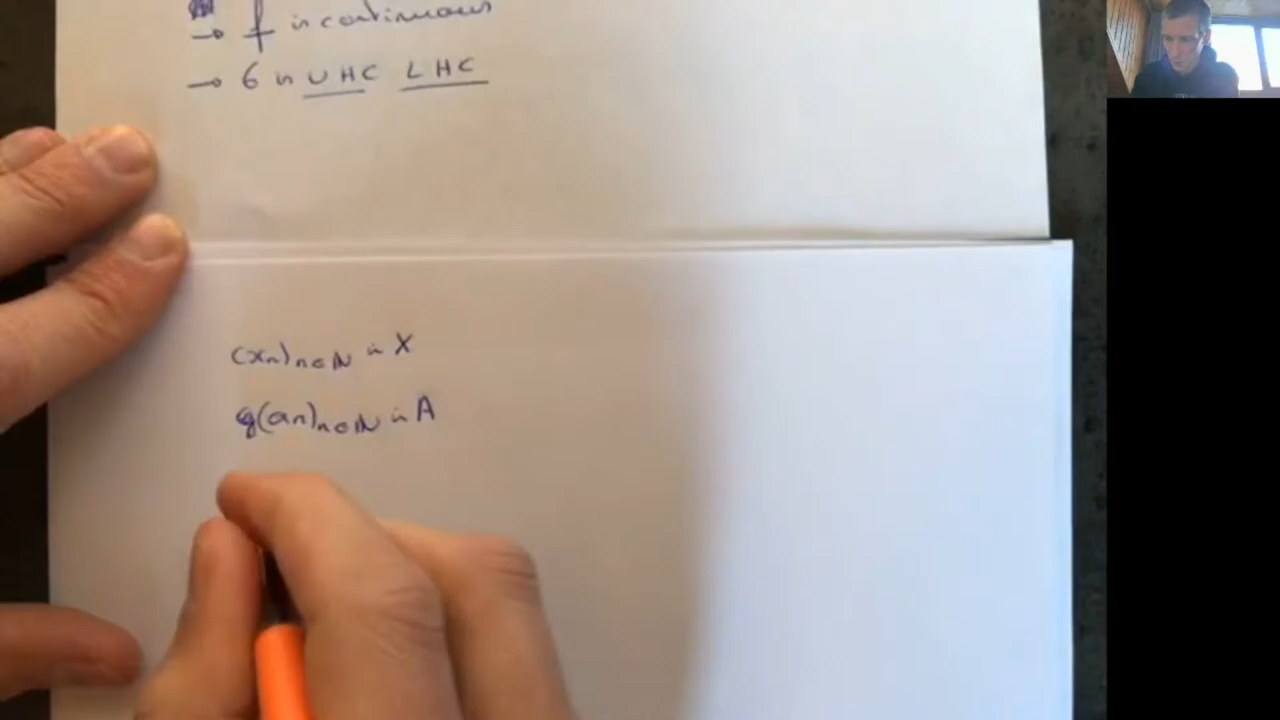 → f is continuous
→ G is UHC LHC
(xn)n∈ℕ in X
(an)n∈ℕ in A